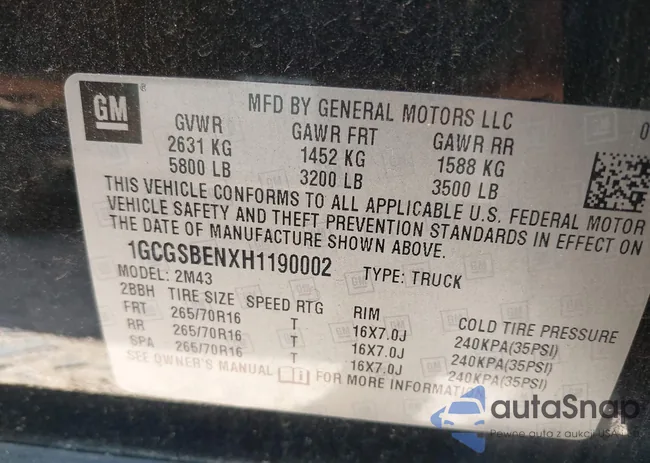 GM
MFD BY GENERAL MOTORS LLC
GVWR GAWR FRT GAWR RR
2631 KG 1452 KG 1588 KG
5800 LB 3200 LB 3500 LB
THIS VEHICLE CONFORMS TO ALL APPLICABLE U.S. FEDERAL MOTOR
VEHICLE SAFETY AND THEFT PREVENTION STANDARDS IN EFFECT ON
THE DATE OF MANUFACTURE SHOWN ABOVE.
1GCGSBENXH1190002 TYPE: TRUCK
MODEL: 2M43
2BBH TIRE SIZE SPEED RTG RIM COLD TIRE PRESSURE
FRT 265/70R16 T 16X7.0J 240KPA(35PSI)
RR 265/70R16 T 16X7.0J 240KPA(35PSI)
SPA 265/70R16 T 16X7.0J 240KPA(35PSI)
SEE OWNER'S MANUAL FOR MORE INFORMATION
autaSnap
Pewne auta z aukcji